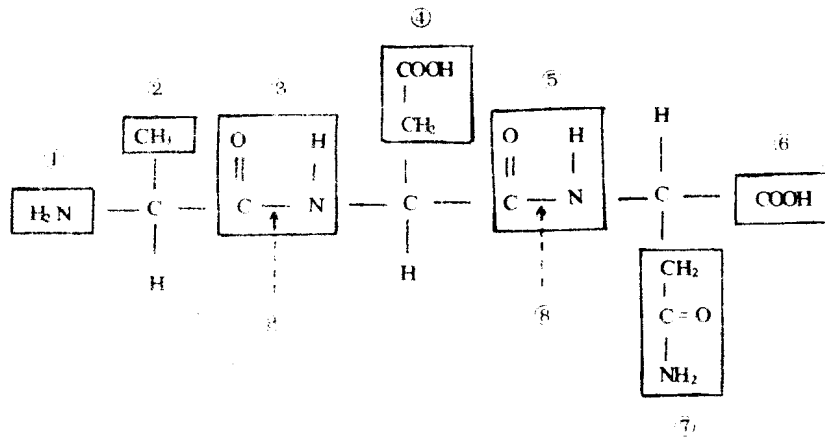 ④
COOH
② ③ ⑤
CH₂
O H O H H
① CH₃ ⑥
H₂N C C N C C N C COOH
H H CH₂
⑧ C=O
NH₂
⑦